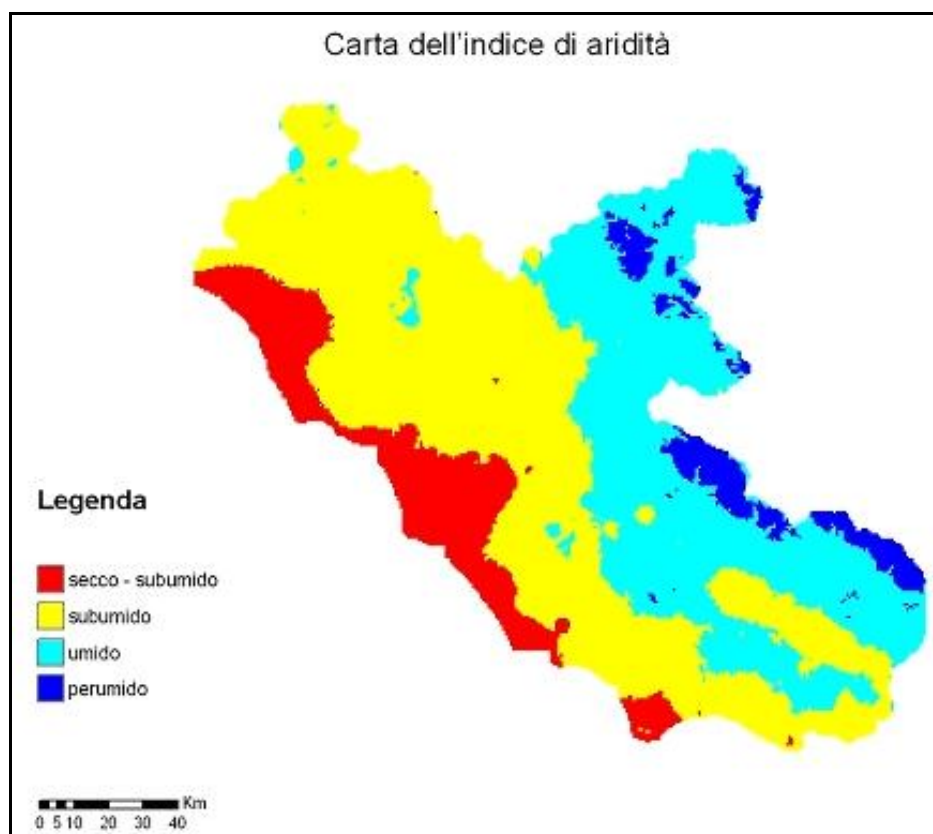 Carta dell'indice di aridità
Legenda
secco - subumido
subumido
umido
perumido
Km
0 5 10 20 30 40